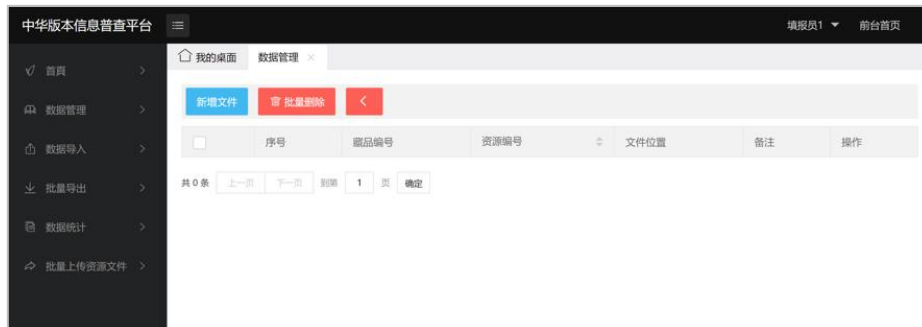 中华版本信息普查平台 填报员1 前台首页
我的桌面 数据管理 ×
首頁
数据管理
数据导入
批量导出
数据统计
批量上传资源文件
新增文件 批量删除
序号 藏品编号 资源编号 文件位置 备注 操作
共 0 条 上一页 下一页 到第 1 页 确定